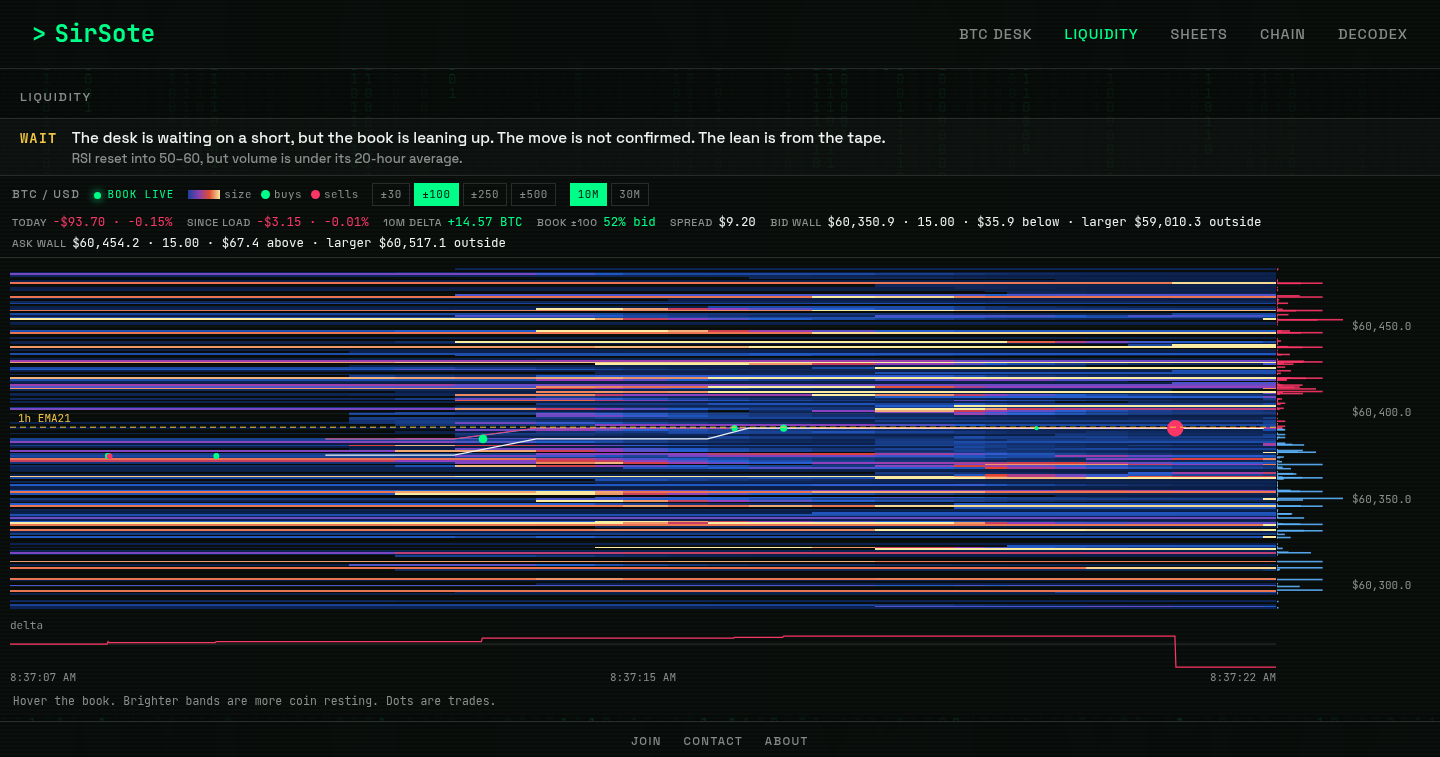 > SirSote
BTC DESK LIQUIDITY SHEETS CHAIN DECODEX
LIQUIDITY
WAIT The desk is waiting on a short, but the book is leaning up. The move is not confirmed. The lean is from the tape.
RSI reset into 50–60, but volume is under its 20-hour average.
BTC / USD BOOK LIVE size buys sells ±30 ±100 ±250 ±500 10M 30M
TODAY -$93.70 · -0.15% SINCE LOAD -$3.15 · -0.01% 10M DELTA +14.57 BTC BOOK ±100 52% bid SPREAD $9.20 BID WALL $60,350.9 · 15.00 · $35.9 below · larger $59,010.3 outside
ASK WALL $60,454.2 · 15.00 · $67.4 above · larger $60,517.1 outside
$60,450.0
$60,400.0
1h EMA21
$60,350.0
$60,300.0
delta
8:37:07 AM 8:37:15 AM 8:37:22 AM
Hover the book. Brighter bands are more coin resting. Dots are trades.
JOIN CONTACT ABOUT